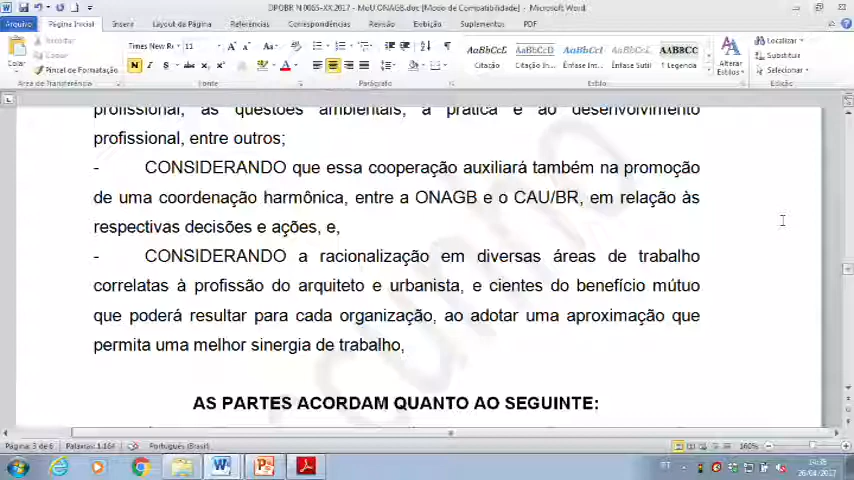 DPOBR N 0065-XX.2017 - MoU ONAGB.doc [Modo de Compatibilidade] - Microsoft Word
Arquivo Página Inicial Inserir Layout da Página Referências Correspondências Revisão Exibição Suplementos PDF
Colar
Recortar
Copiar
Pincel de Formatação
Área de Transferência
Times New Ro 11
N I S
Fonte
Parágrafo
AaBbCcL AaBbCcD AaBbCcI AaBbCcI AABBCC
Citação Citação In... Ênfase Int... Ênfase Sutil 1 Legenda
Alterar Estilos
Estilo
Localizar
Substituir
Selecionar
Edição
profissional, as questões ambientais, a prática e ao desenvolvimento
profissional, entre outros;
- CONSIDERANDO que essa cooperação auxiliará também na promoção
de uma coordenação harmônica, entre a ONAGB e o CAU/BR, em relação às
respectivas decisões e ações, e,
- CONSIDERANDO a racionalização em diversas áreas de trabalho
correlatas à profissão do arquiteto e urbanista, e cientes do benefício mútuo
que poderá resultar para cada organização, ao adotar uma aproximação que
permita uma melhor sinergia de trabalho,
AS PARTES ACORDAM QUANTO AO SEGUINTE:
Página: 3 de 6 Palavras: 1.164 Português (Brasil) 160%
PT 14:35
26/04/2017